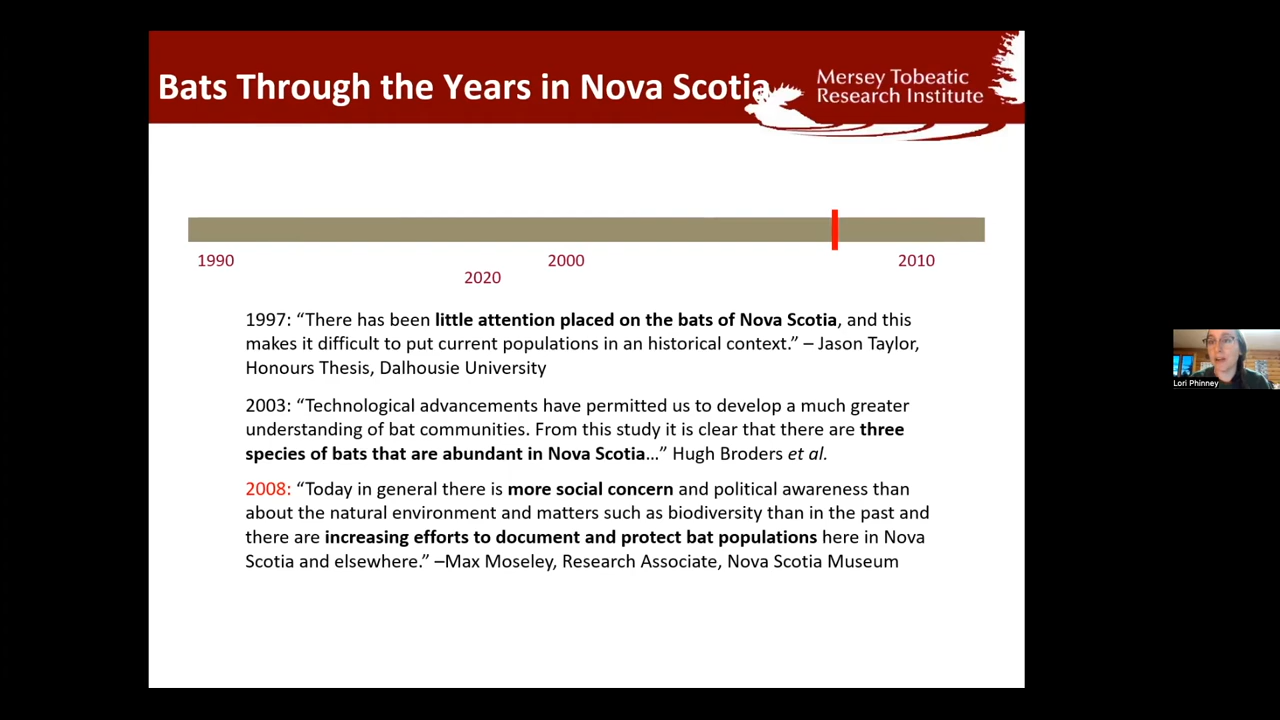 Bats Through the Years in Nova Scotia
Mersey Tobeatic
Research Institute
1990
2000
2010
2020
1997: “There has been little attention placed on the bats of Nova Scotia, and this
makes it difficult to put current populations in an historical context.” – Jason Taylor,
Honours Thesis, Dalhousie University
2003: “Technological advancements have permitted us to develop a much greater
understanding of bat communities. From this study it is clear that there are three
species of bats that are abundant in Nova Scotia…” Hugh Broders et al.
2008: “Today in general there is more social concern and political awareness than
about the natural environment and matters such as biodiversity than in the past and
there are increasing efforts to document and protect bat populations here in Nova
Scotia and elsewhere.” –Max Moseley, Research Associate, Nova Scotia Museum
Lori Phinney